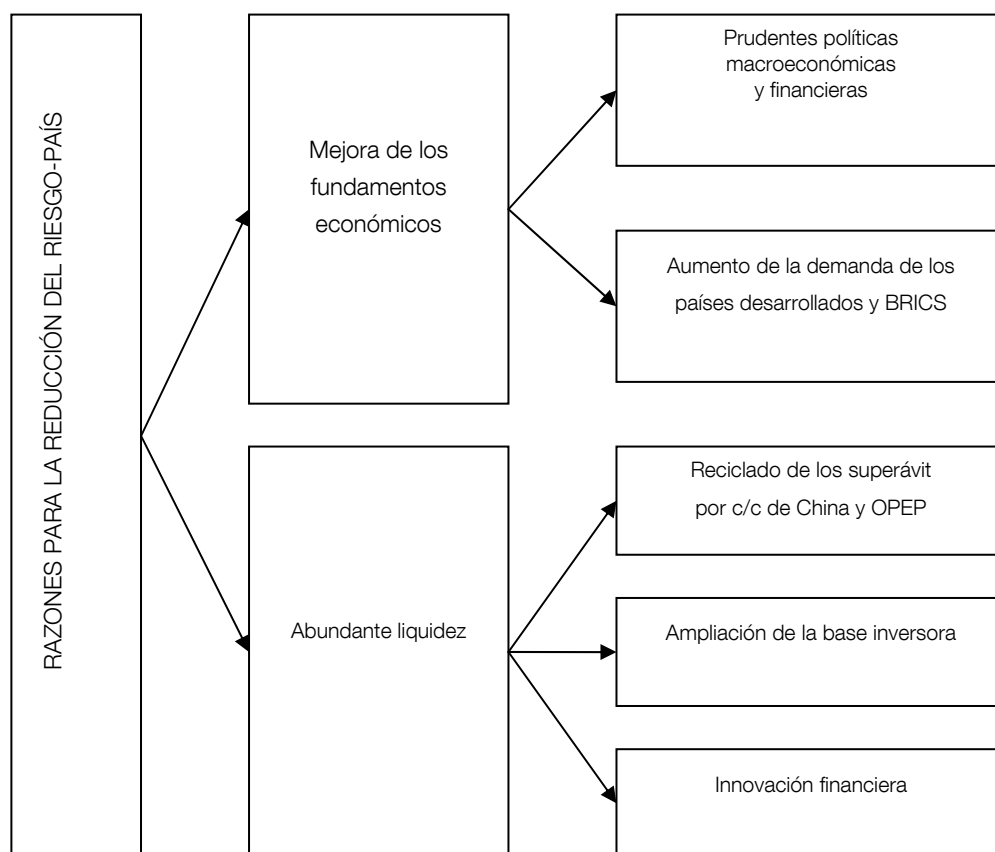 RAZONES PARA LA REDUCCIÓN DEL RIESGO-PAÍS
Mejora de los
fundamentos
económicos
Prudentes políticas
macroeconómicas
y financieras
Aumento de la demanda de los
países desarrollados y BRICS
Abundante liquidez
Reciclado de los superávit
por c/c de China y OPEP
Ampliación de la base inversora
Innovación financiera